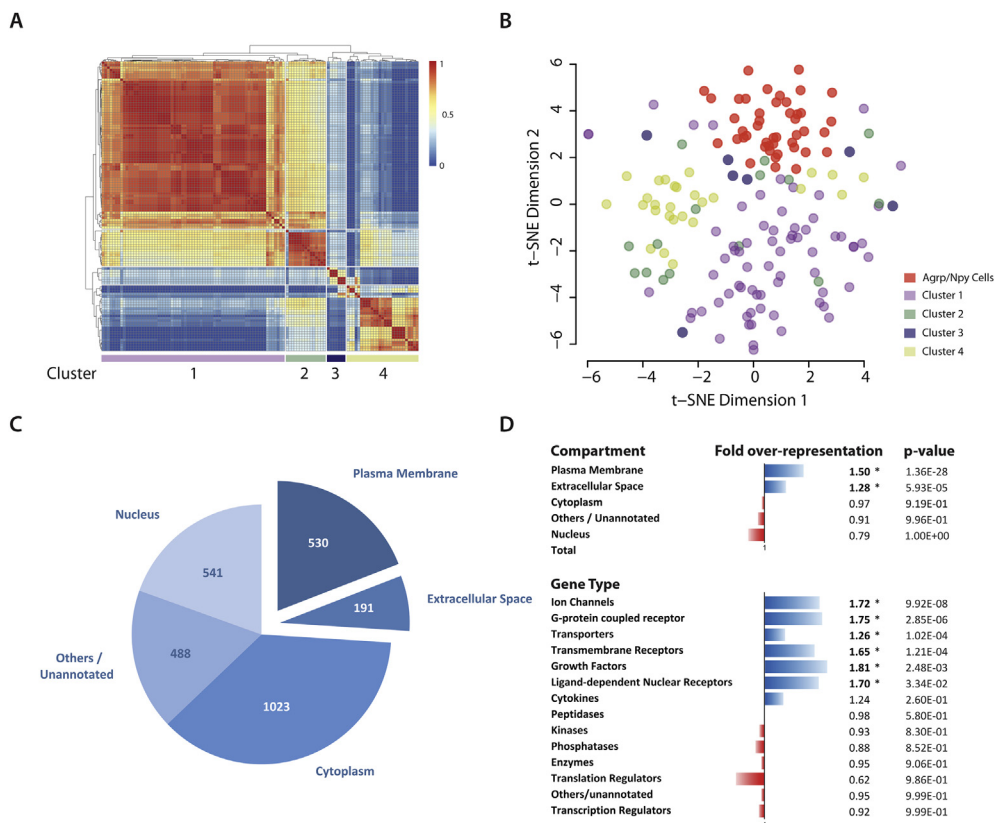 A
1
0.5
0
Cluster
1
2
3
4
B
t−SNE Dimension 2
6
4
2
0
−2
−4
−6
−6
−4
−2
0
2
4
t−SNE Dimension 1
Agrp/Npy Cells
Cluster 1
Cluster 2
Cluster 3
Cluster 4
C
Plasma Membrane
530
Extracellular Space
191
Cytoplasm
1023
Others /
Unannotated
488
Nucleus
541
D
Compartment Fold over-representation p-value
Plasma Membrane 1.50 * 1.36E-28
Extracellular Space 1.28 * 5.93E-05
Cytoplasm 0.97 9.19E-01
Others / Unannotated 0.91 9.96E-01
Nucleus 0.79 1.00E+00
Total
1
Gene Type
Ion Channels 1.72 * 9.92E-08
G-protein coupled receptor 1.75 * 2.85E-06
Transporters 1.26 * 1.02E-04
Transmembrane Receptors 1.65 * 1.21E-04
Growth Factors 1.81 * 2.48E-03
Ligand-dependent Nuclear Receptors 1.70 * 3.34E-02
Cytokines 1.24 2.60E-01
Peptidases 0.98 5.80E-01
Kinases 0.93 8.30E-01
Phosphatases 0.88 8.52E-01
Enzymes 0.95 9.06E-01
Translation Regulators 0.62 9.86E-01
Others/unannotated 0.95 9.99E-01
Transcription Regulators 0.92 9.99E-01